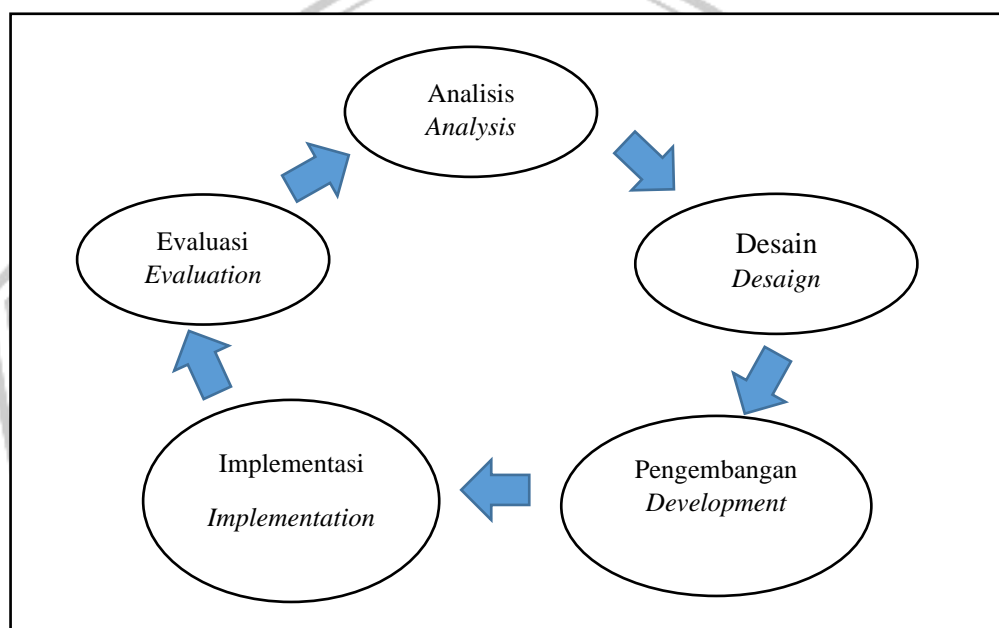 Analisis
Analysis
Desain
Desaign
Pengembangan
Development
Implementasi
Implementation
Evaluasi
Evaluation